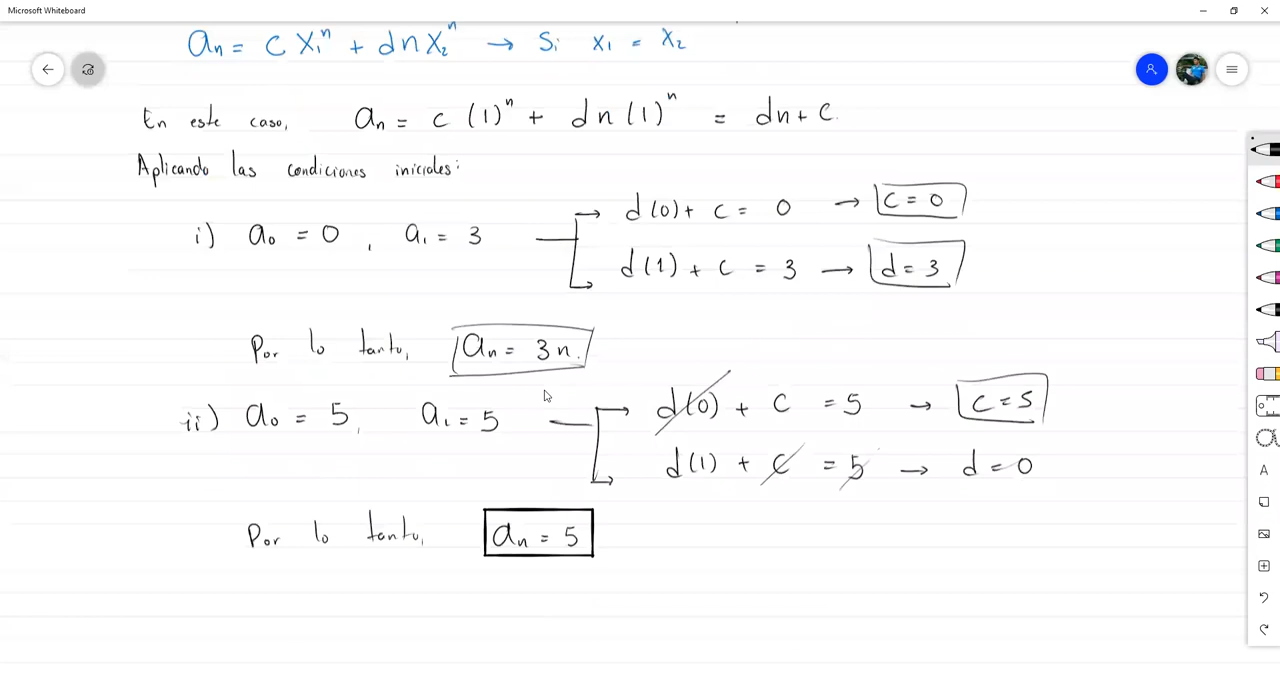 Microsoft Whiteboard
aₙ = C X₁ⁿ + dn X₂ⁿ → Si X₁ = X₂
En este caso, aₙ = c (1)ⁿ + dn (1)ⁿ = dn + c.
Aplicando las condiciones iniciales:
i) a₀ = 0, a₁ = 3 → d(0) + c = 0 → c = 0
→ d(1) + c = 3 → d = 3
Por lo tanto, aₙ = 3n.
ii) a₀ = 5, a₁ = 5 → d(0) + c = 5 → c = 5
→ d(1) + c = 5 → d = 0
Por lo tanto, aₙ = 5